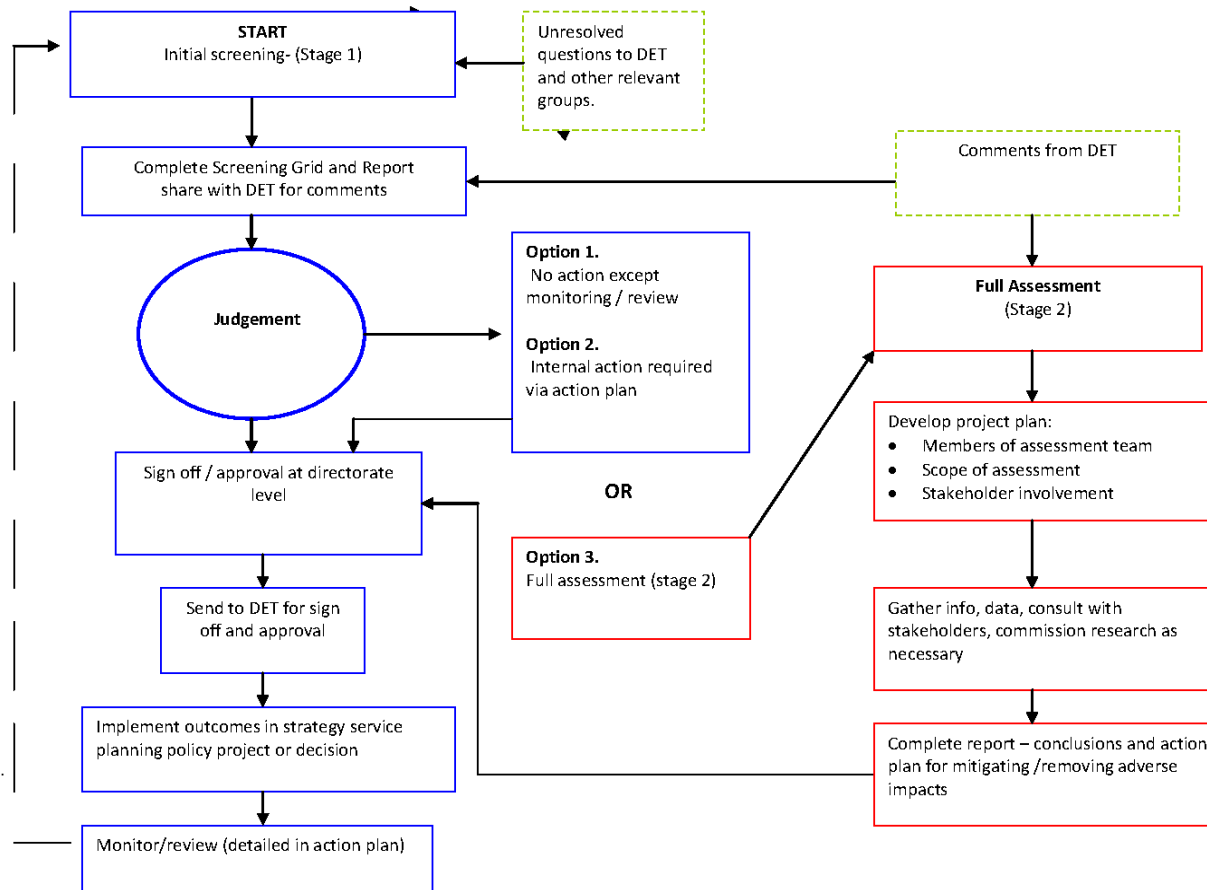 START
Initial screening- (Stage 1)
Unresolved
questions to DET
and other relevant
groups.
Complete Screening Grid and Report
share with DET for comments
Comments from DET
Judgement
Option 1.
No action except
monitoring / review
Option 2.
Internal action required
via action plan
Full Assessment
(Stage 2)
Develop project plan:
• Members of assessment team
• Scope of assessment
• Stakeholder involvement
Sign off / approval at directorate
level
OR
Option 3.
Full assessment (stage 2)
Send to DET for sign
off and approval
Gather info, data, consult with
stakeholders, commission research as
necessary
Implement outcomes in strategy service
planning policy project or decision
Complete report – conclusions and action
plan for mitigating /removing adverse
impacts
Monitor/review (detailed in action plan)